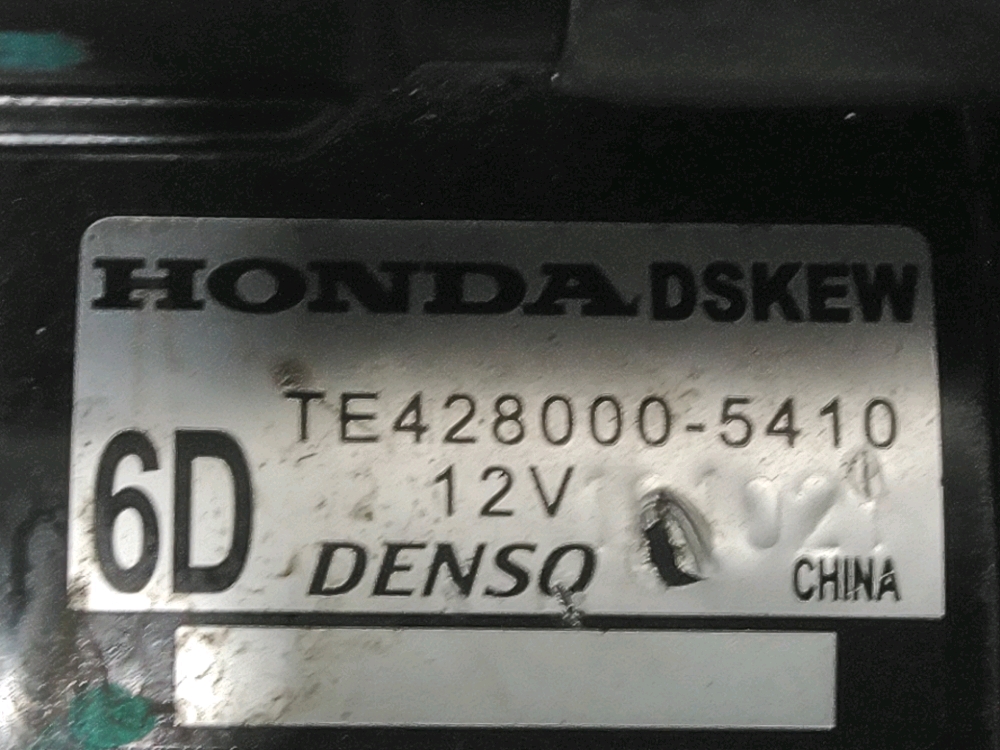 HONDA DSKEW
TE428000-5410
6D
12V
DENSO
CHINA